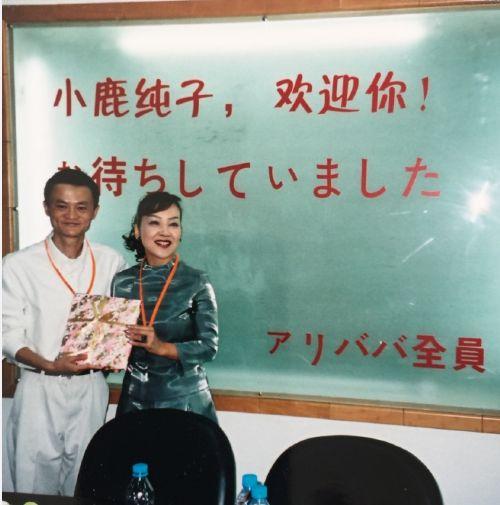 小鹿纯子，欢迎你！
お待ちしていました
アリババ全員